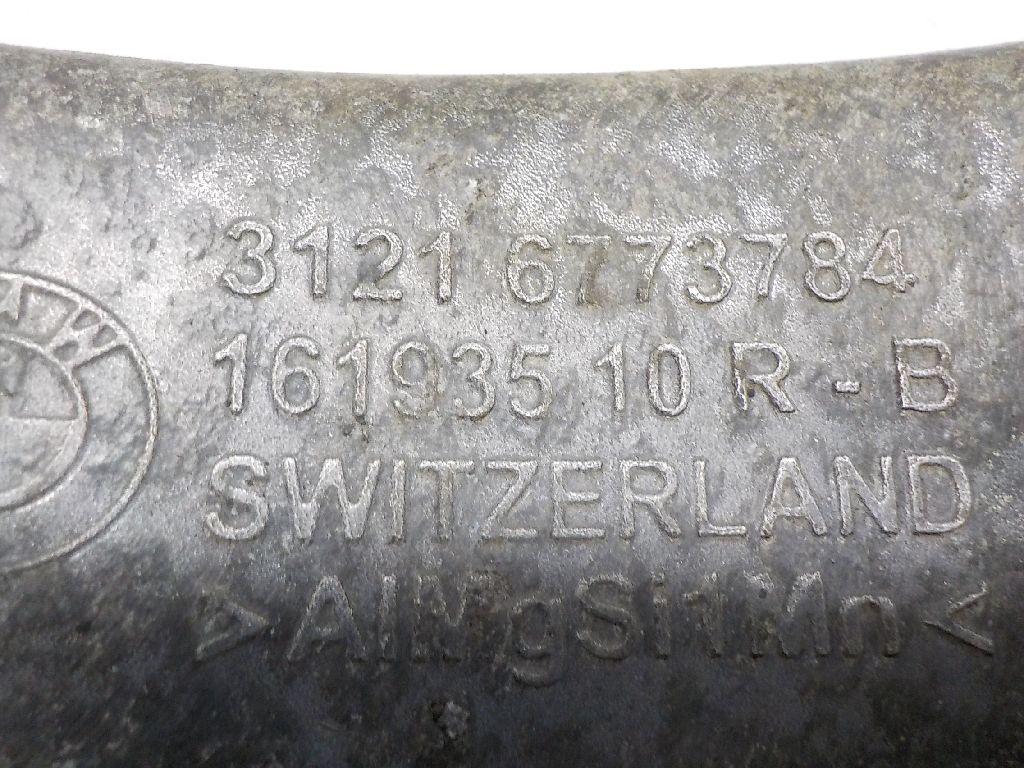 3121 6773784
161935 10 R - B
SWITZERLAND
>AlMgSi1Mn<